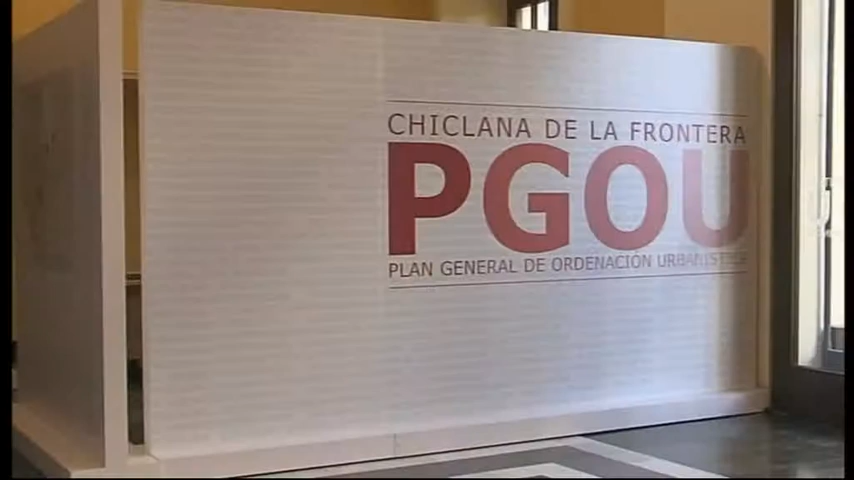 CHICLANA DE LA FRONTERA
PGOU
PLAN GENERAL DE ORDENACIÓN URBANÍSTICA